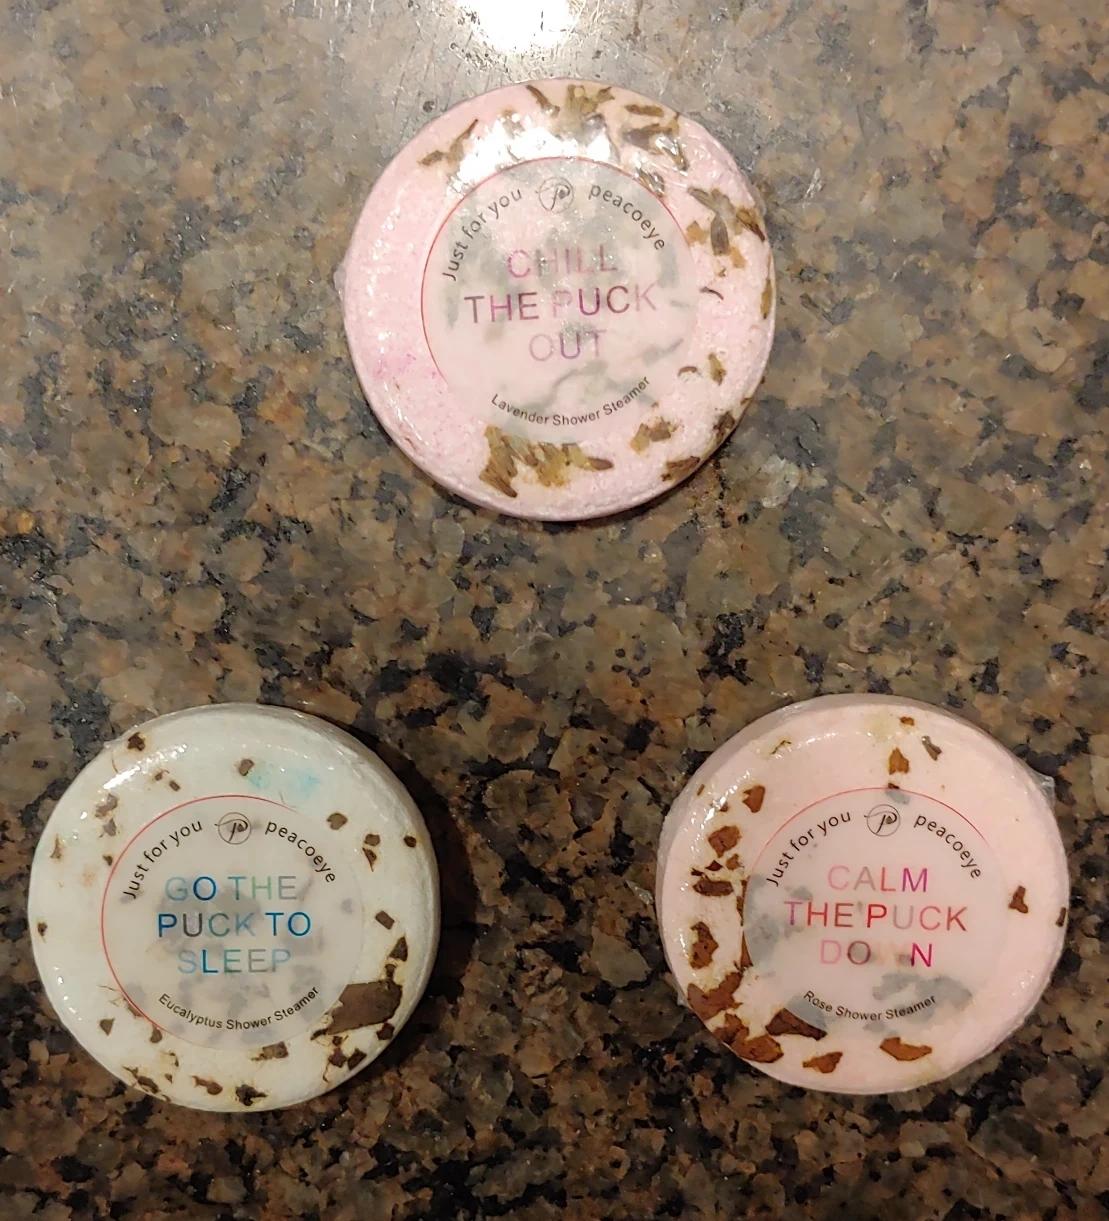 Just for you peacoeye
CHILL
THE PUCK
OUT
Lavender Shower Steamer
Just for you peacoeye
GO THE
PUCK TO
SLEEP
Eucalyptus Shower Steamer
Just for you peacoeye
CALM
THE PUCK
DOWN
Rose Shower Steamer